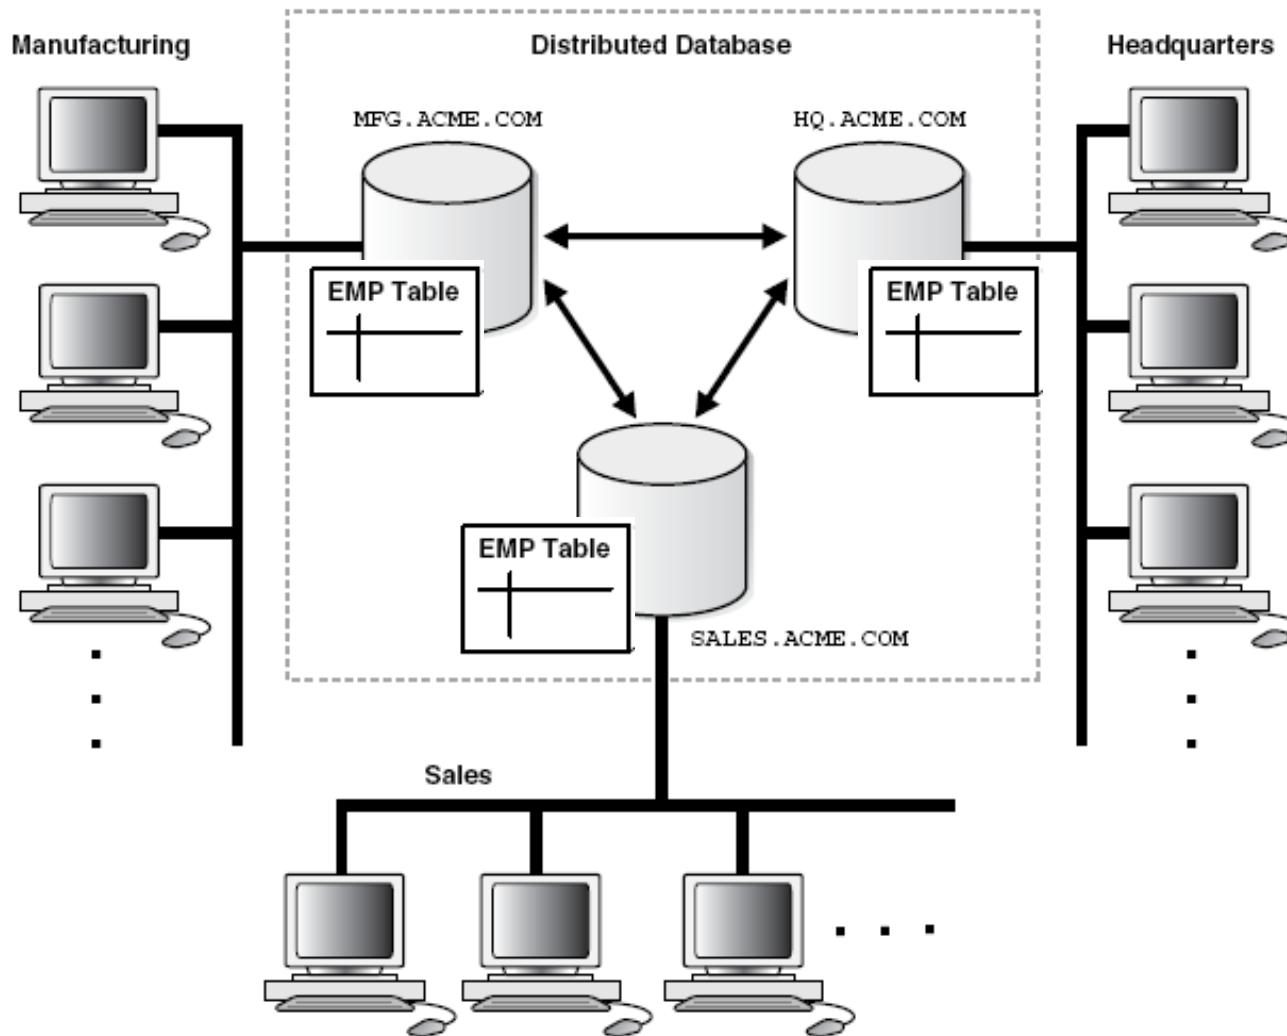 Manufacturing
Distributed Database
Headquarters
MFG.ACME.COM
HQ.ACME.COM
EMP Table
EMP Table
EMP Table
SALES.ACME.COM
Sales